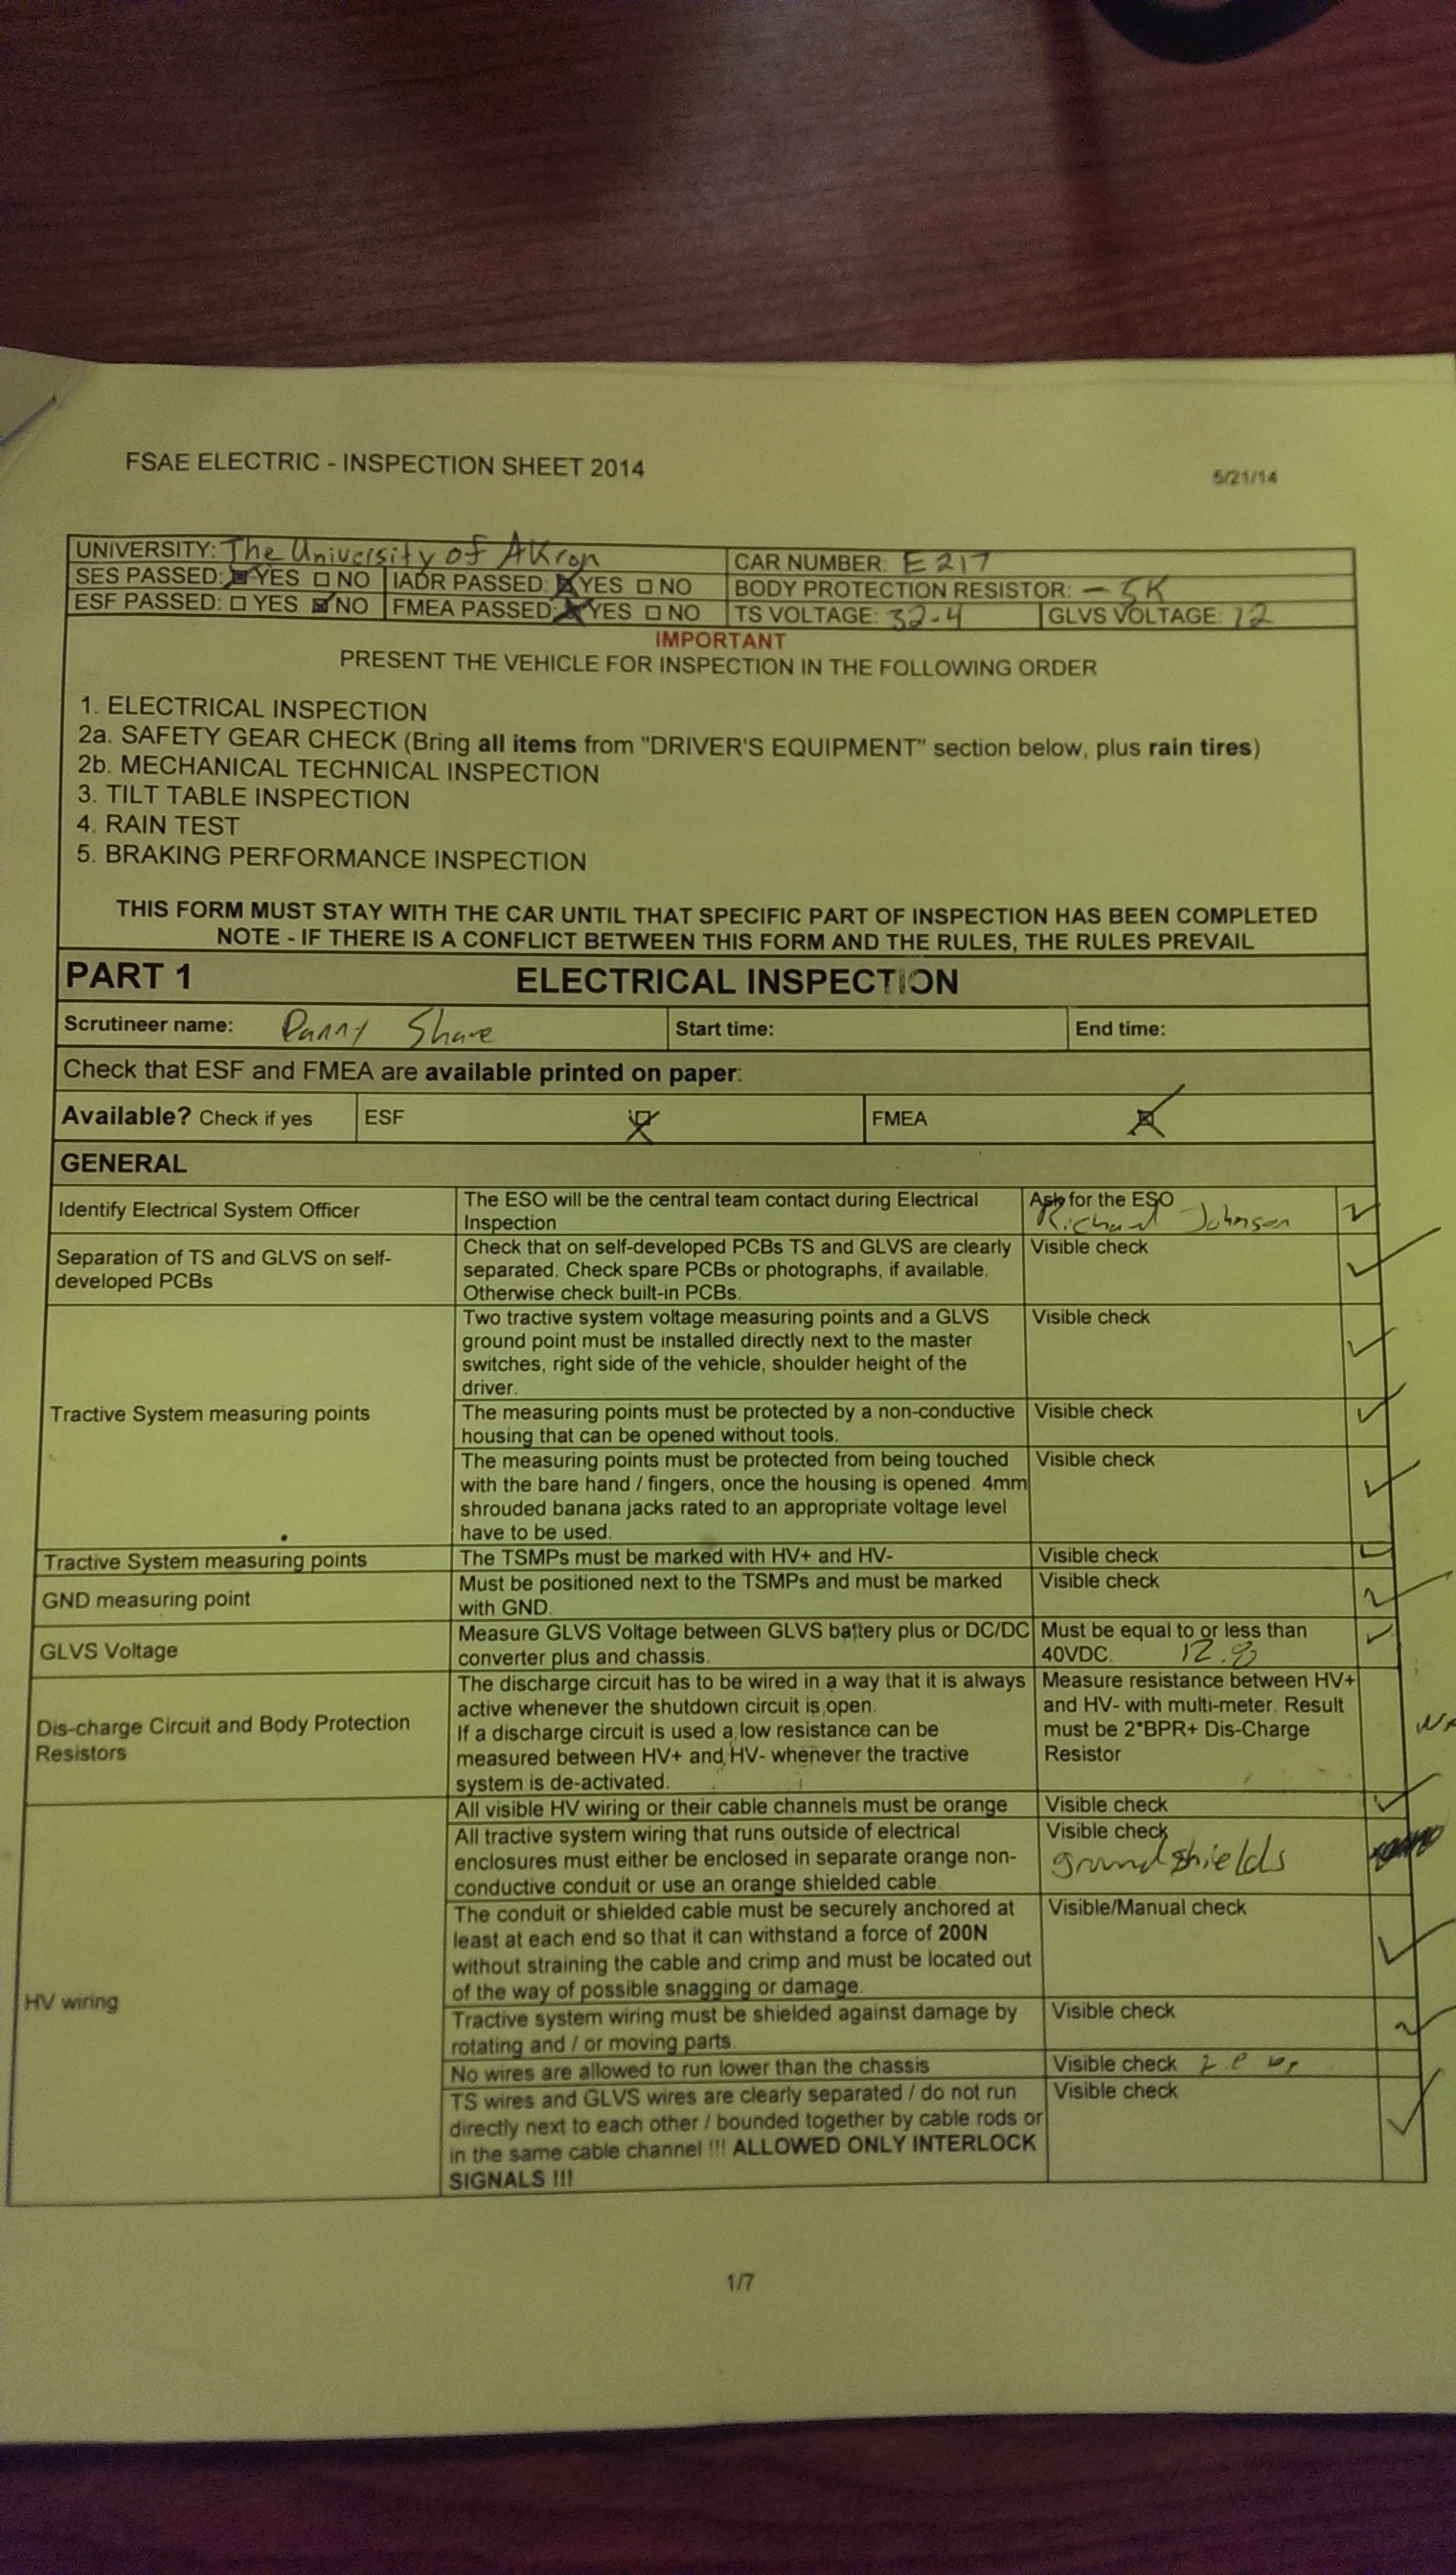 FSAE ELECTRIC - INSPECTION SHEET 2014
5/21/14
UNIVERSITY: The University of Akron CAR NUMBER: E217
SES PASSED: ☒YES ☐NO IADR PASSED: ☒YES ☐NO BODY PROTECTION RESISTOR: - 5K
ESF PASSED: ☐YES ☒NO FMEA PASSED: ☒YES ☐NO TS VOLTAGE: 32-4 GLVS VOLTAGE: 12
IMPORTANT
PRESENT THE VEHICLE FOR INSPECTION IN THE FOLLOWING ORDER
1. ELECTRICAL INSPECTION
2a. SAFETY GEAR CHECK (Bring all items from "DRIVER'S EQUIPMENT" section below, plus rain tires)
2b. MECHANICAL TECHNICAL INSPECTION
3. TILT TABLE INSPECTION
4. RAIN TEST
5. BRAKING PERFORMANCE INSPECTION
THIS FORM MUST STAY WITH THE CAR UNTIL THAT SPECIFIC PART OF INSPECTION HAS BEEN COMPLETED
NOTE - IF THERE IS A CONFLICT BETWEEN THIS FORM AND THE RULES, THE RULES PREVAIL
PART 1 ELECTRICAL INSPECTION
Scrutineer name: Danny Share Start time: End time:
Check that ESF and FMEA are available printed on paper:
Available? Check if yes ESF ☒ FMEA ☒
GENERAL
Identify Electrical System Officer
The ESO will be the central team contact during Electrical
Inspection
Ask for the ESO
Richard Johnson
Separation of TS and GLVS on self-
developed PCBs
Check that on self-developed PCBs TS and GLVS are clearly
separated. Check spare PCBs or photographs, if available.
Otherwise check built-in PCBs.
Visible check
Tractive System measuring points
Two tractive system voltage measuring points and a GLVS
ground point must be installed directly next to the master
switches, right side of the vehicle, shoulder height of the
driver.
Visible check
The measuring points must be protected by a non-conductive
housing that can be opened without tools.
Visible check
The measuring points must be protected from being touched
with the bare hand / fingers, once the housing is opened. 4mm
shrouded banana jacks rated to an appropriate voltage level
have to be used.
Visible check
Tractive System measuring points
The TSMPs must be marked with HV+ and HV-
Visible check
GND measuring point
Must be positioned next to the TSMPs and must be marked
with GND.
Visible check
GLVS Voltage
Measure GLVS Voltage between GLVS battery plus or DC/DC
converter plus and chassis.
Must be equal to or less than
40VDC. 12.8
Dis-charge Circuit and Body Protection
Resistors
The discharge circuit has to be wired in a way that it is always
active whenever the shutdown circuit is open.
If a discharge circuit is used a low resistance can be
measured between HV+ and HV- whenever the tractive
system is de-activated.
Measure resistance between HV+
and HV- with multi-meter. Result
must be 2*BPR+ Dis-Charge
Resistor
HV wiring
All visible HV wiring or their cable channels must be orange
Visible check
All tractive system wiring that runs outside of electrical
enclosures must either be enclosed in separate orange non-
conductive conduit or use an orange shielded cable.
Visible check
ground shields
The conduit or shielded cable must be securely anchored at
least at each end so that it can withstand a force of 200N
without straining the cable and crimp and must be located out
of the way of possible snagging or damage.
Visible/Manual check
Tractive system wiring must be shielded against damage by
rotating and / or moving parts.
Visible check
No wires are allowed to run lower than the chassis
Visible check
TS wires and GLVS wires are clearly separated / do not run
directly next to each other / bounded together by cable rods or
in the same cable channel !!! ALLOWED ONLY INTERLOCK
SIGNALS !!!
Visible check
1/7